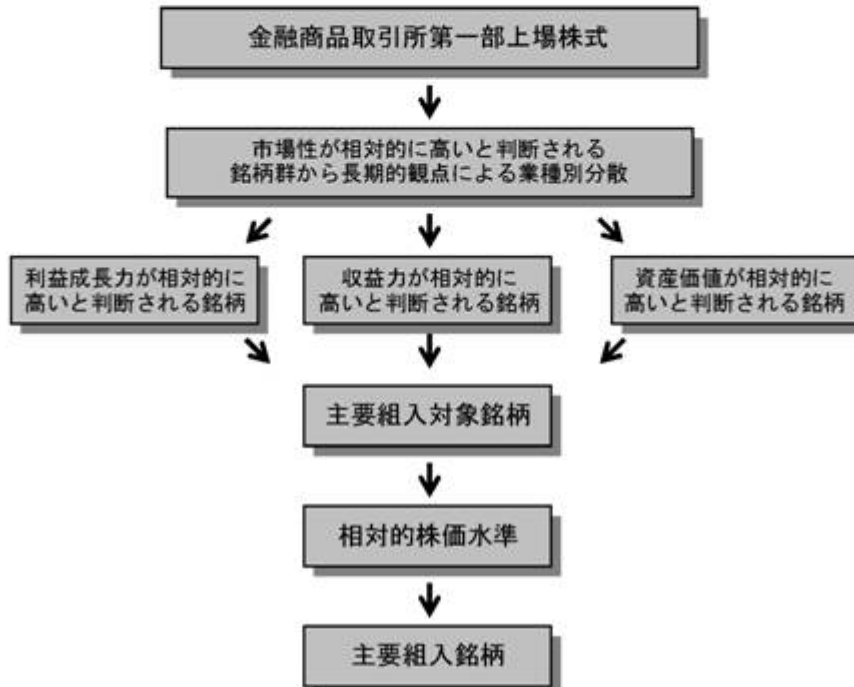 金融商品取引所第一部上場株式
市場性が相対的に高いと判断される
銘柄群から長期的観点による業種別分散
利益成長力が相対的に
高いと判断される銘柄
収益力が相対的に
高いと判断される銘柄
資産価値が相対的に
高いと判断される銘柄
主要組入対象銘柄
相対的株価水準
主要組入銘柄